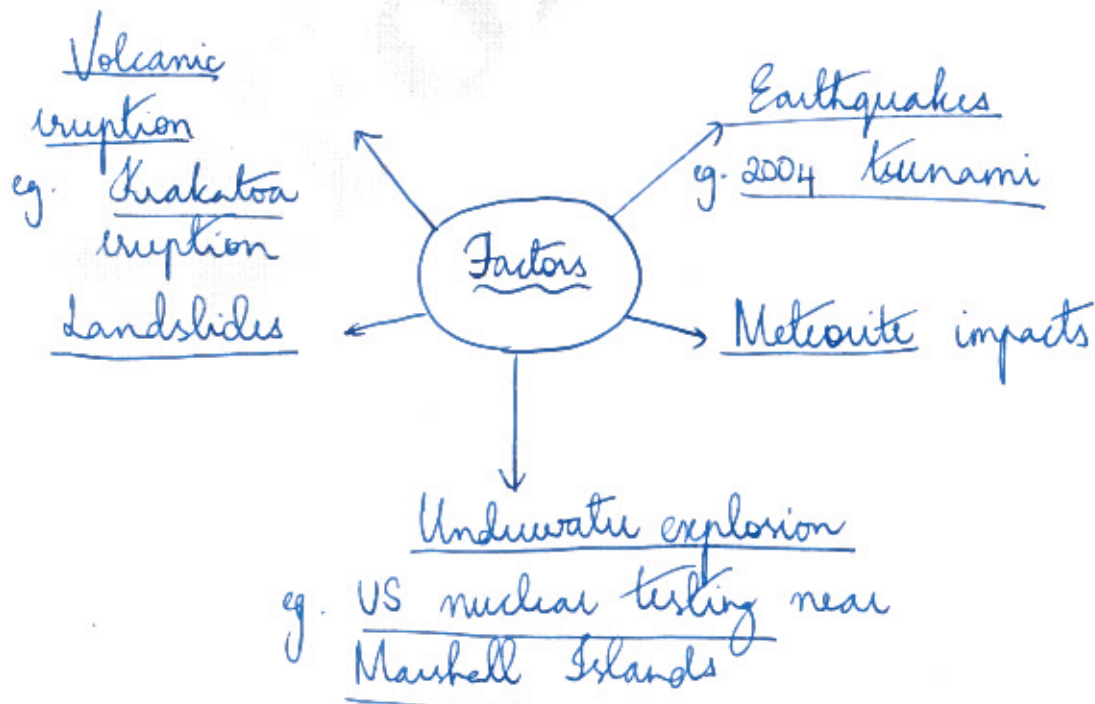 Volcanic
eruption
eg. Krakatoa
eruption
Earthquakes
eg. 2004 tsunami
Factors
Landslides
Meteorite impacts
Underwater explosion
eg. US nuclear testing near
Marshall Islands